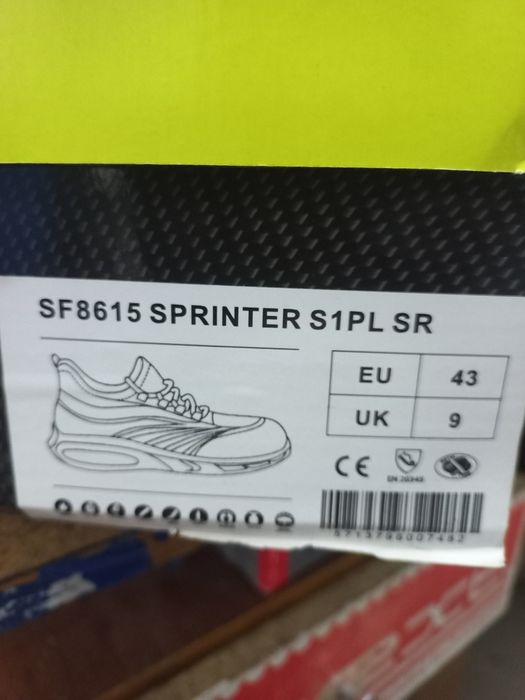 SF8615 SPRINTER S1PL SR
EU 43
UK 9
CE